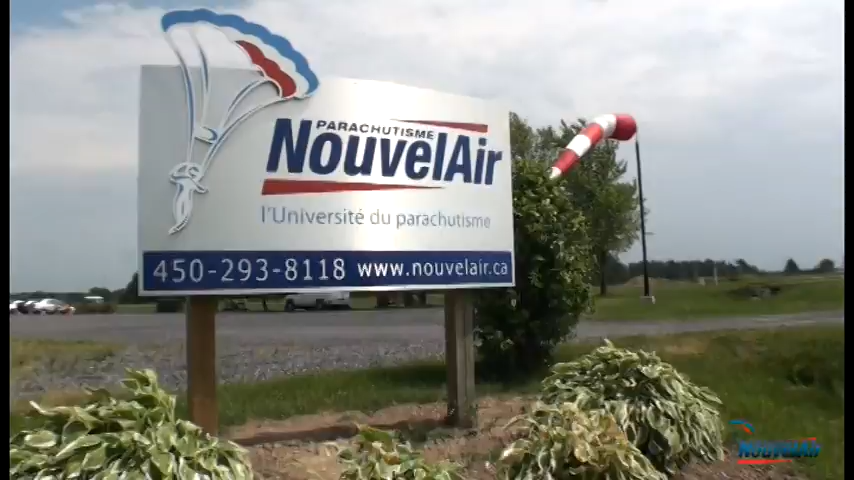 PARACHUTISME
NouvelAir
l'Université du parachutisme
450-293-8118 www.nouvelair.ca
NOUVELAIR